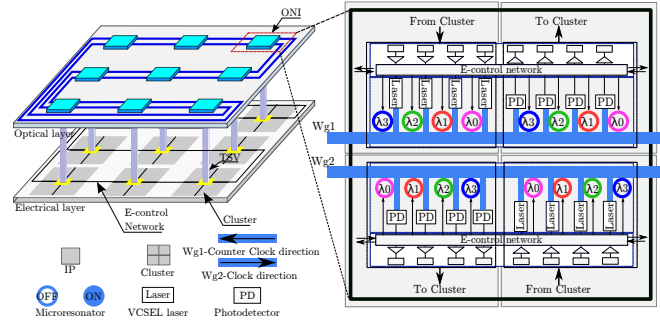 ONI
Optical layer
TSV
Electrical layer
E-control
Network
Cluster
Wg1-Counter Clock direction
Wg2-Clock direction
IP
Cluster
OFF
ON
Laser
PD
Microresonator
VCSEL laser
Photodetector
From Cluster
To Cluster
E-control network
Laser
Laser
Laser
Laser
PD
PD
PD
PD
λ3
λ2
λ1
λ0
λ3
λ2
λ1
λ0
Wg1
Wg2
λ0
λ1
λ2
λ3
λ0
λ1
λ2
λ3
PD
PD
PD
PD
Laser
Laser
Laser
Laser
E-control network
To Cluster
From Cluster